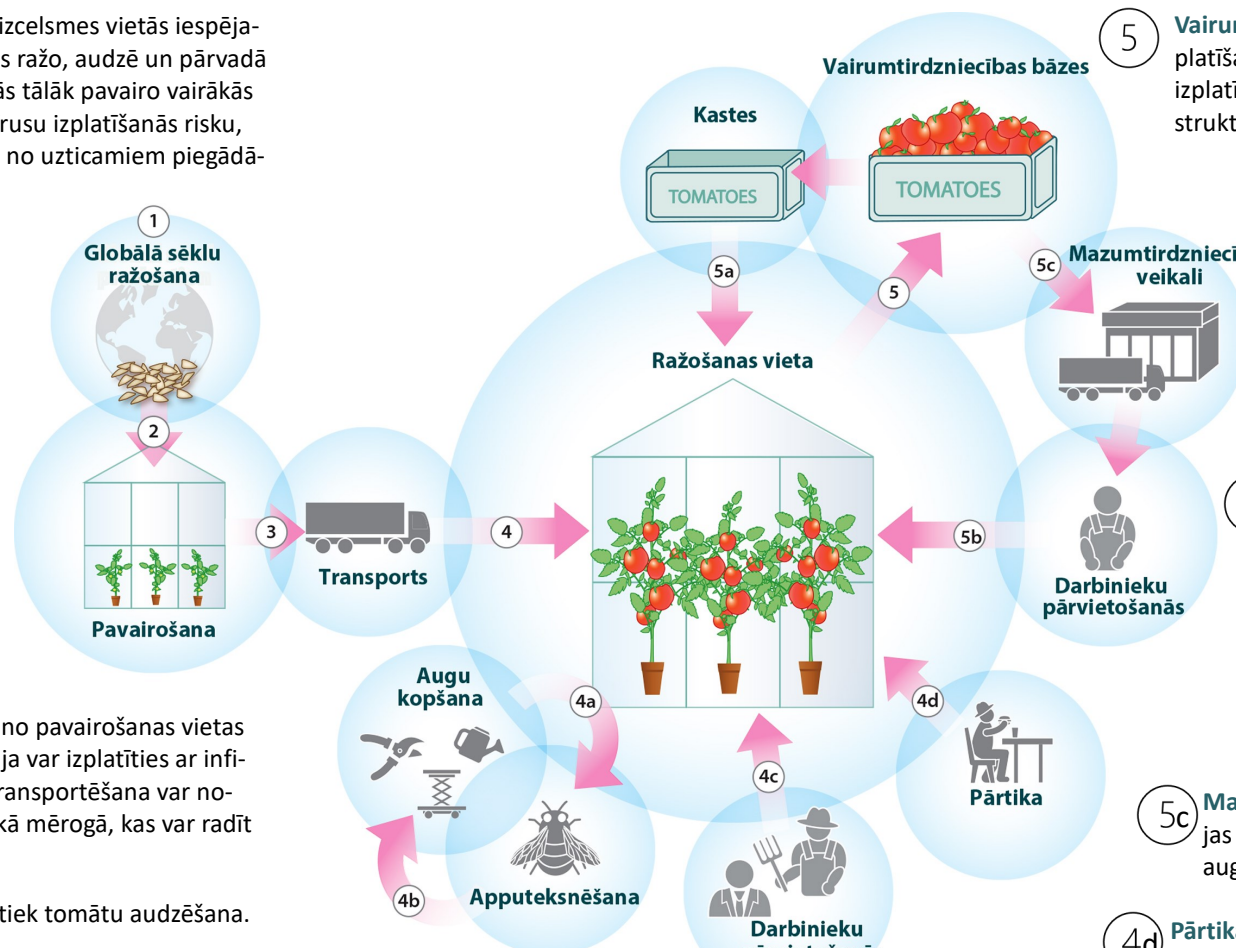 izcelsmes vietās iespēja-
s ražo, audzē un pārvadā
ās tālāk pavairo vairākās
rusu izplatīšanās risku,
no uzticamiem piegādā-
1
Globālā sēklu
ražošana
2
Pavairošana
3
Transports
4
Kastes
TOMATOES
Vairumtirdzniecības bāzes
TOMATOES
5a
5
5c
Mazumtirdzniecī
veikali
Ražošanas vieta
5b
Darbinieku
pārvietošanās
Augu
kopšana
4a
4b
Apputeksnēšana
4c
Darbinieku
4d
Pārtika
5
Vairum
platīša
izplatī
strukt
no pavairošanas vietas
ja var izplatīties ar infi-
ransportēšana var no-
kā mērogā, kas var radīt
tiek tomātu audzēšana.
5c
Ma
jas
aug
4d
Pārtika